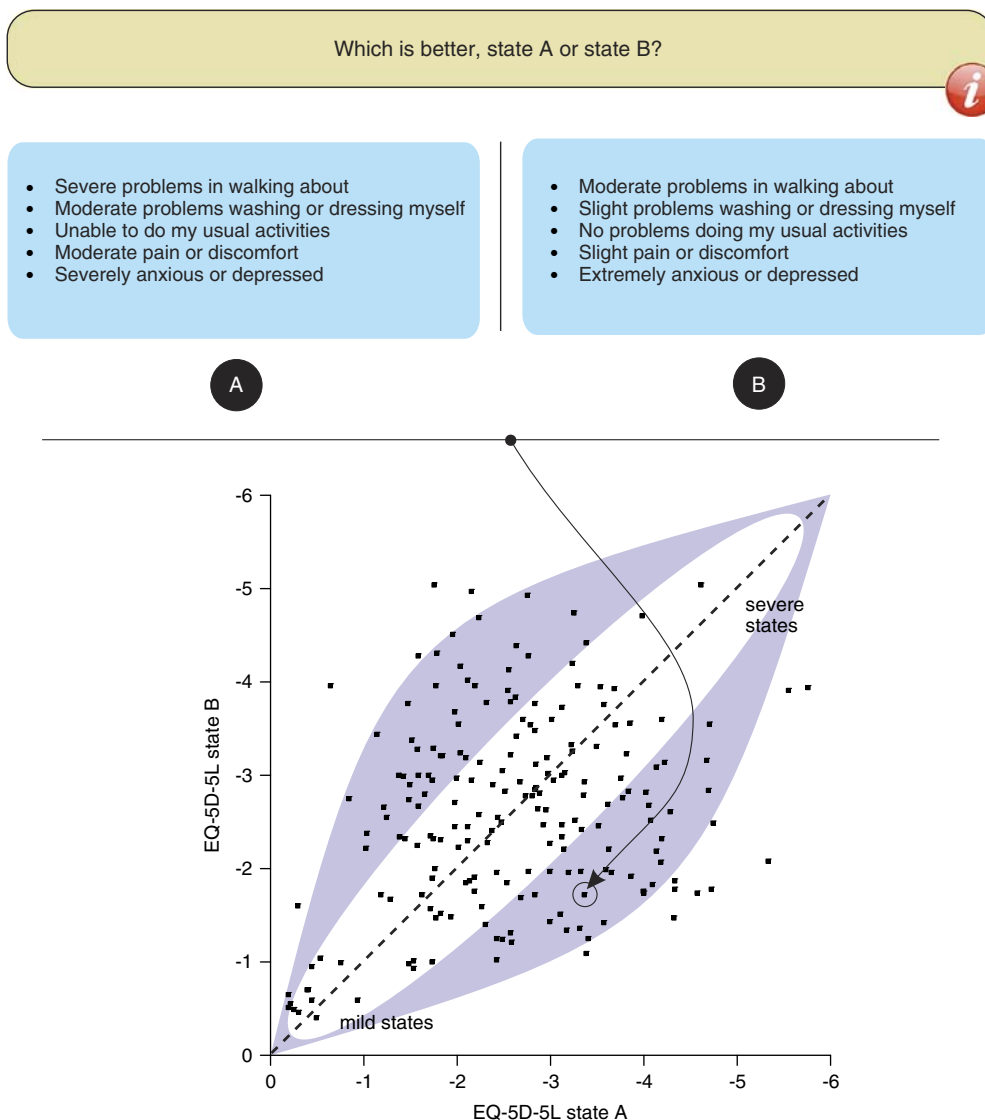 Which is better, state A or state B?
i
• Severe problems in walking about
• Moderate problems washing or dressing myself
• Unable to do my usual activities
• Moderate pain or discomfort
• Severely anxious or depressed
• Moderate problems in walking about
• Slight problems washing or dressing myself
• No problems doing my usual activities
• Slight pain or discomfort
• Extremely anxious or depressed
A
B
-6
-5
-4
-3
-2
-1
0
EQ-5D-5L state B
severe
states
mild states
0 -1 -2 -3 -4 -5 -6
EQ-5D-5L state A